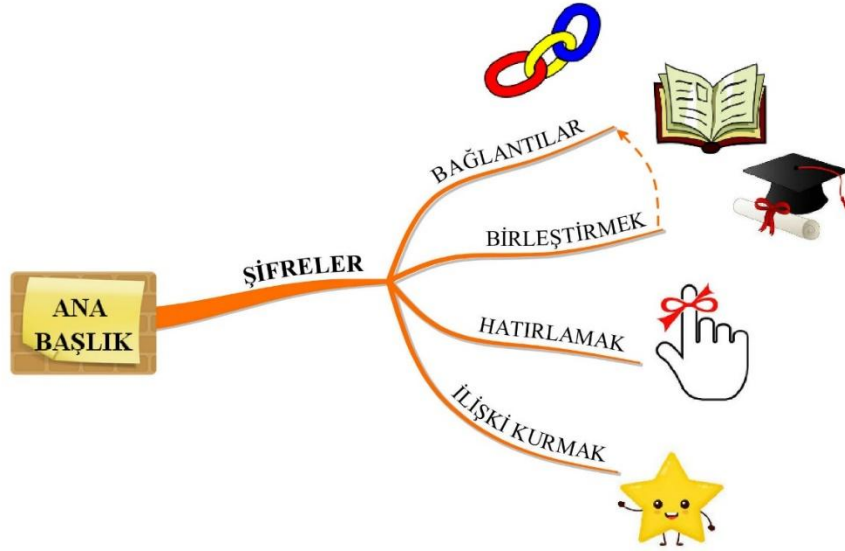 ANA
BAŞLIK
ŞİFRELER
BAĞLANTILAR
BİRLEŞTİRMEK
HATIRLAMAK
İLİŞKİ KURMAK